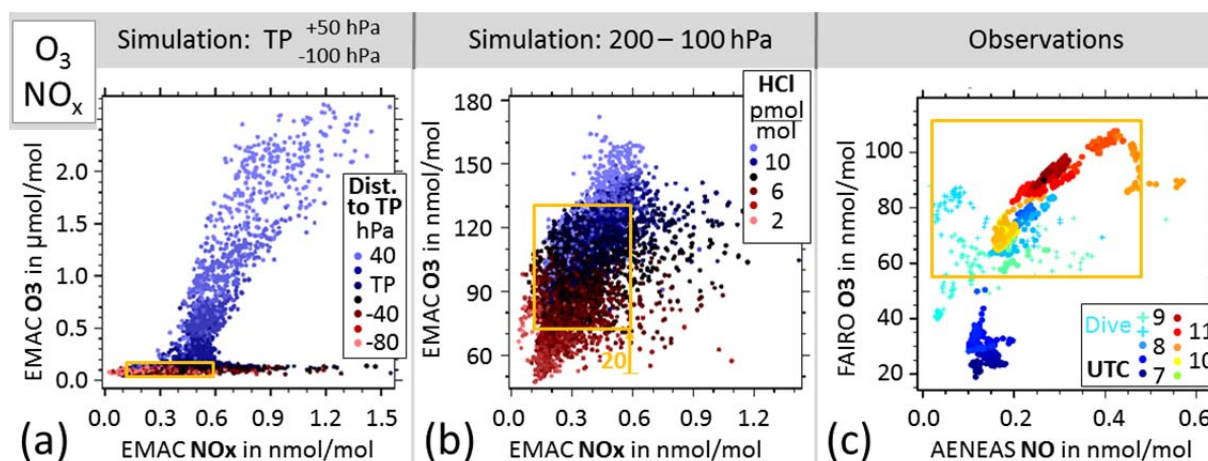 O3
NOx
Simulation: TP +50 hPa
-100 hPa
Simulation: 200 – 100 hPa
Observations
EMAC O3 in μmol/mol
2.0
1.5
1.0
0.5
0.0
Dist.
to TP
hPa
40
TP
-40
-80
0.0 0.3 0.6 0.9 1.2 1.5
(a)
EMAC NOx in nmol/mol
EMAC O3 in nmol/mol
180
150
120
90
60
HCl
pmol
mol
10
6
2
20
0.0 0.3 0.6 0.9 1.2
(b)
EMAC NOx in nmol/mol
FAIRO O3 in nmol/mol
100
80
60
40
20
Dive 9 11
8
UTC 7 10
0.0 0.2 0.4 0.6
(c)
AENEAS NO in nmol/mol